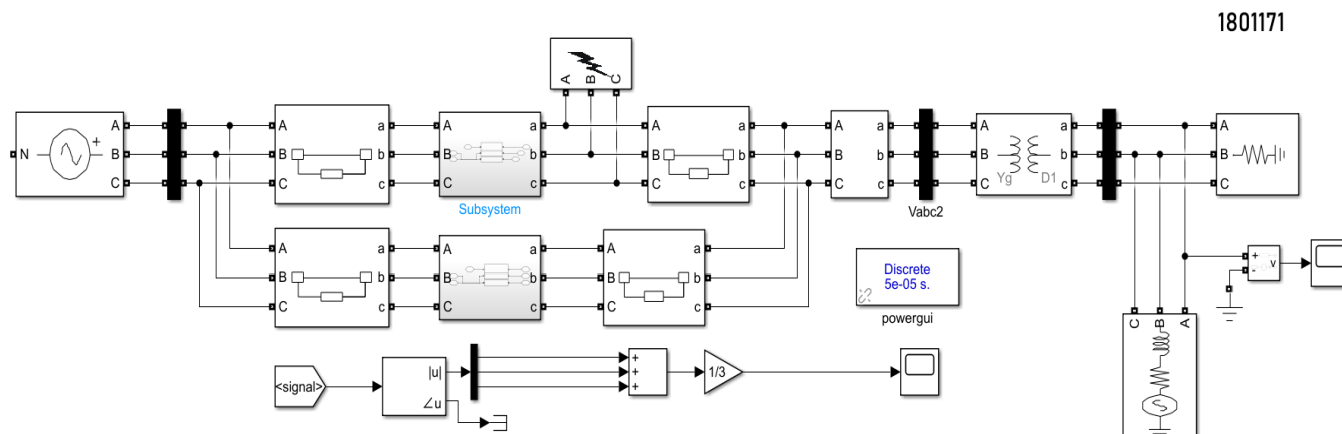 1801171
A B C
N A B C
A B C a b c
A B C a b c
A B C a b c
A B C a b c
A B C a b c
Yg D1
A B C
Subsystem
Vabc2
A B C a b c
A B C a b c
A B C a b c
Discrete
5e-05 s.
powergui
+ - v
C B A
<signal>
|u|
∠u
+
+
+
1/3